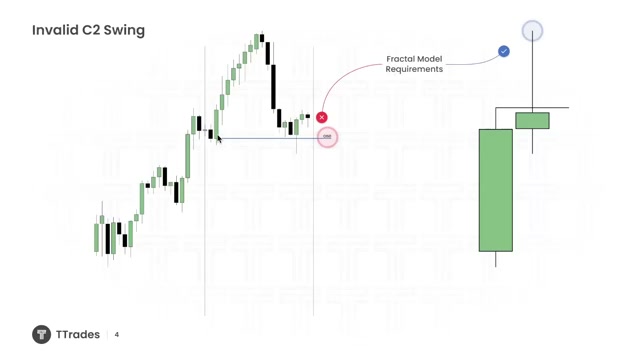 Invalid C2 Swing
Fractal Model
Requirements
TTrades
4